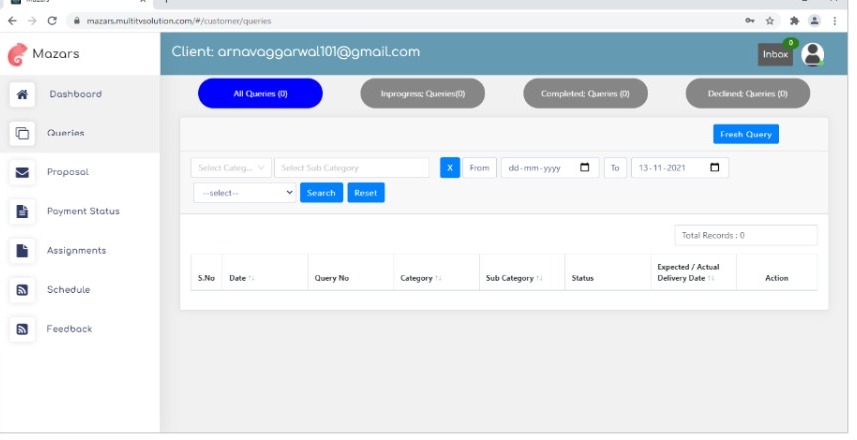 mazars.multitvsolution.com/#/customer/queries
Mazars
Client: arnavaggarwal101@gmail.com
Inbox
0
Dashboard
All Queries (0)
Inprogress; Queries(0)
Completed; Queries (0)
Declined; Queries (0)
Queries
Fresh Query
Proposal
Select Categ...
Select Sub Category
X
From
dd-mm-yyyy
To
13-11-2021
--select--
Search
Reset
Payment Status
Total Records : 0
Assignments
S.No
Date
Query No
Category
Sub Category
Status
Expected / Actual
Delivery Date
Action
Schedule
Feedback